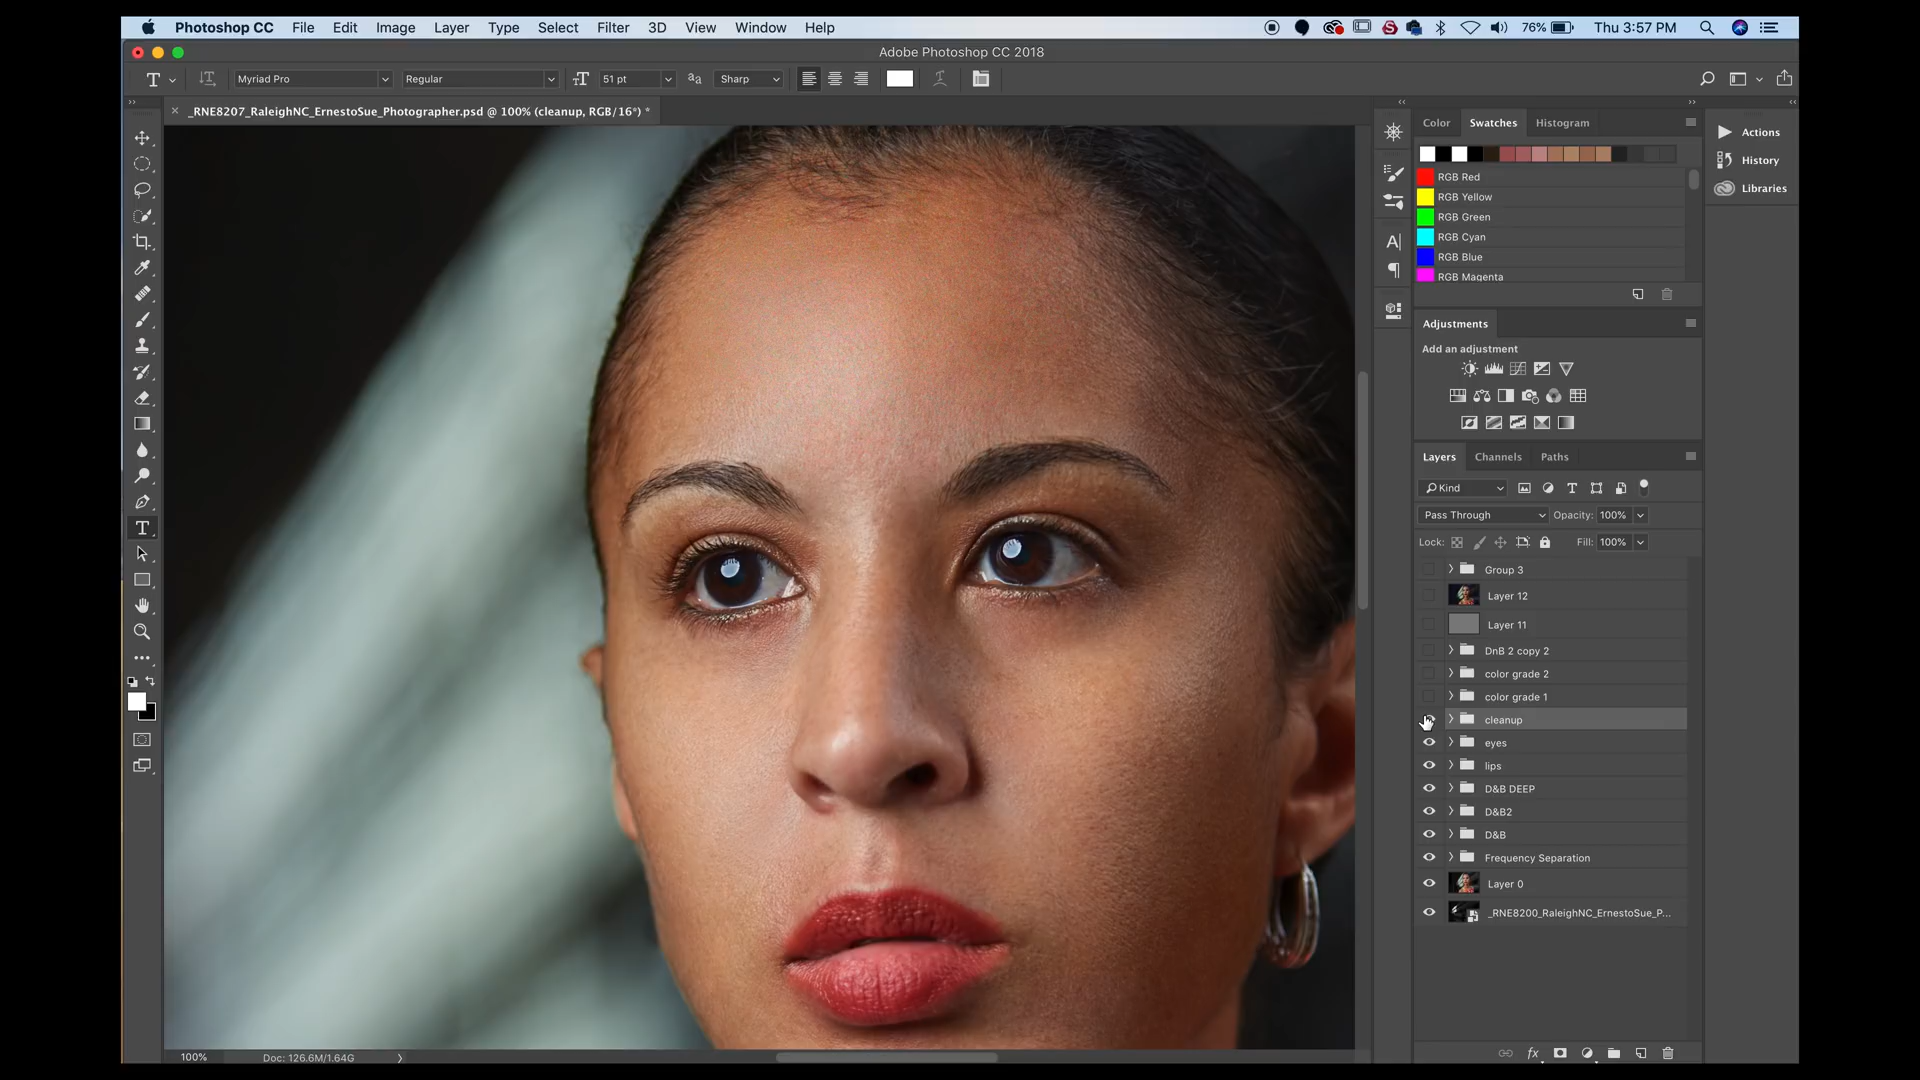 Photoshop CC File Edit Image Layer Type Select Filter 3D View Window Help 76% Thu 3:57 PM
Adobe Photoshop CC 2018
Myriad Pro Regular 51 pt Sharp
_RNE8207_RaleighNC_ErnestoSue_Photographer.psd @ 100% (cleanup, RGB/16*) *
Color Swatches Histogram
Actions
History
Libraries
RGB Red
RGB Yellow
RGB Green
RGB Cyan
RGB Blue
RGB Magenta
Adjustments
Add an adjustment
Layers Channels Paths
Kind
Pass Through Opacity: 100%
Lock: Fill: 100%
Group 3
Layer 12
Layer 11
DnB 2 copy 2
color grade 2
color grade 1
cleanup
eyes
lips
D&B DEEP
D&B2
D&B
Frequency Separation
Layer 0
_RNE8200_RaleighNC_ErnestoSue_P...
fx
100% Doc: 126.6M/1.64G